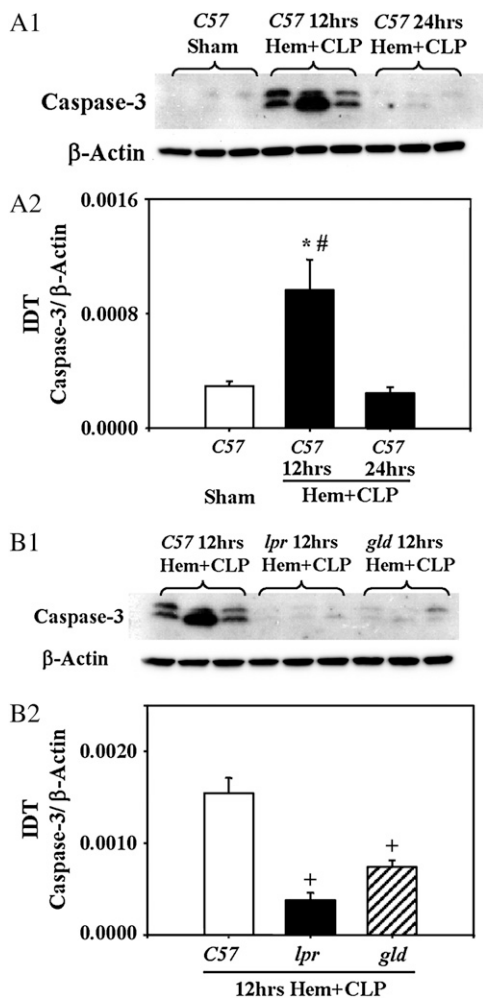 A1
C57 C57 12hrs C57 24hrs
Sham Hem+CLP Hem+CLP
Caspase-3
β-Actin
A2
IDT
Caspase-3/ β-Actin
0.0016
0.0008
0.0000
* #
C57 C57 C57
12hrs 24hrs
Sham Hem+CLP
B1
C57 12hrs lpr 12hrs gld 12hrs
Hem+CLP Hem+CLP Hem+CLP
Caspase-3
β-Actin
B2
IDT
Caspase-3/ β-Actin
0.0020
0.0010
0.0000
+
+
C57 lpr gld
12hrs Hem+CLP